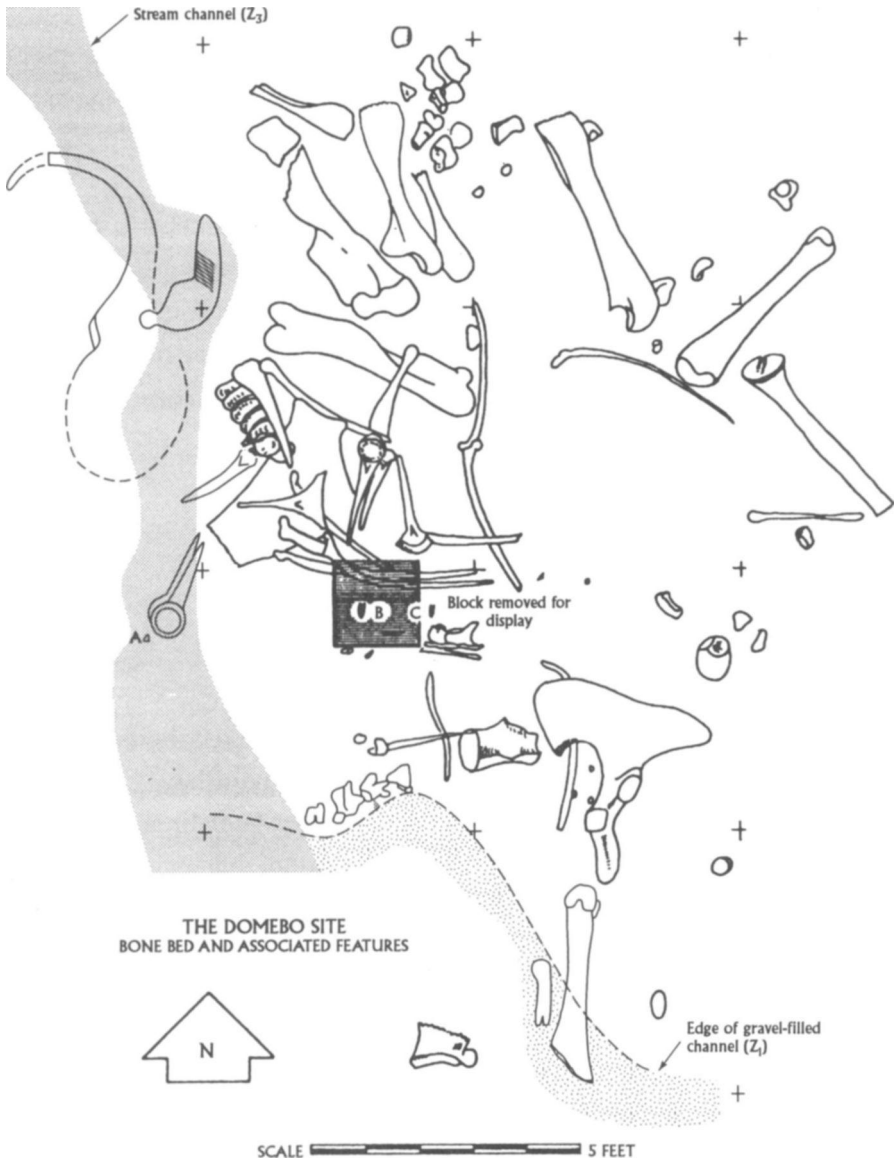 Stream channel (Z₃)
A
B
C
Block removed for
display
THE DOMEBO SITE
BONE BED AND ASSOCIATED FEATURES
N
Edge of gravel-filled
channel (Z₁)
SCALE
5 FEET